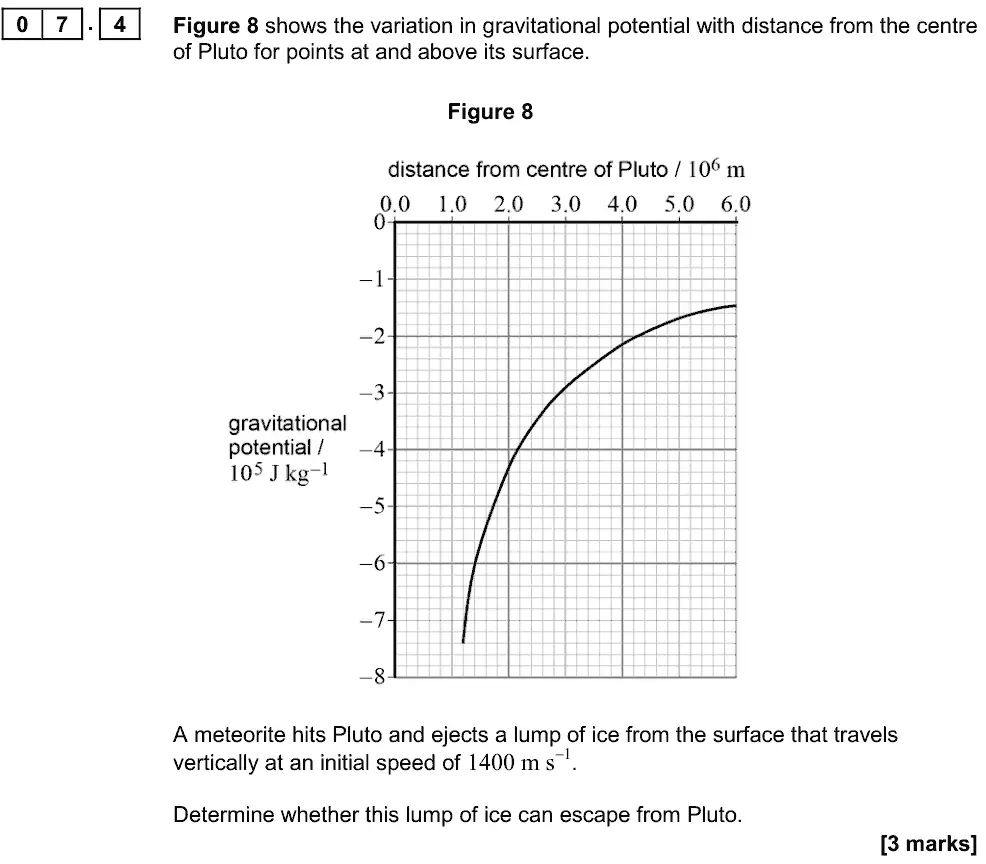 0 7 . 4 Figure 8 shows the variation in gravitational potential with distance from the centre
of Pluto for points at and above its surface.
Figure 8
distance from centre of Pluto / 10⁶ m
0.0 1.0 2.0 3.0 4.0 5.0 6.0
0
−1
−2
−3
gravitational
potential /
10⁵ J kg⁻¹
−4
−5
−6
−7
−8
A meteorite hits Pluto and ejects a lump of ice from the surface that travels
vertically at an initial speed of 1400 m s⁻¹.
Determine whether this lump of ice can escape from Pluto.
[3 marks]